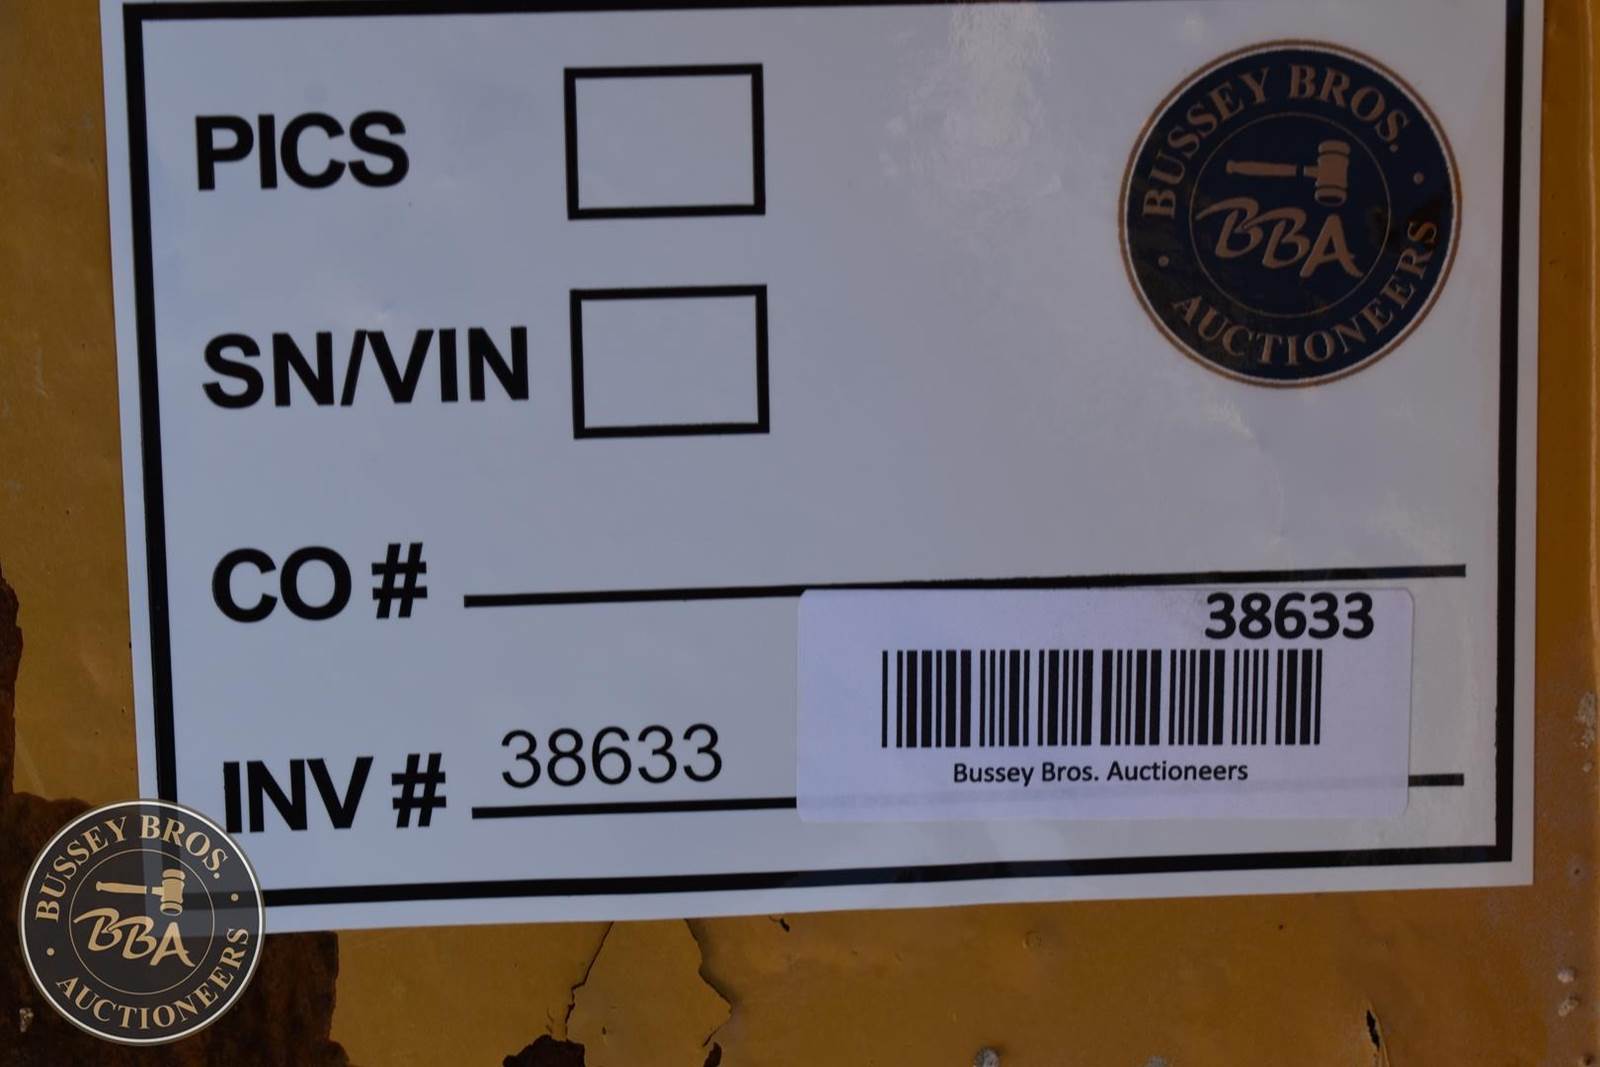 PICS
BUSSEY BROS.
BBA
AUCTIONEERS
SN/VIN
CO #
38633
INV # 38633
Bussey Bros. Auctioneers
BUSSEY BROS.
BBA
AUCTIONEERS